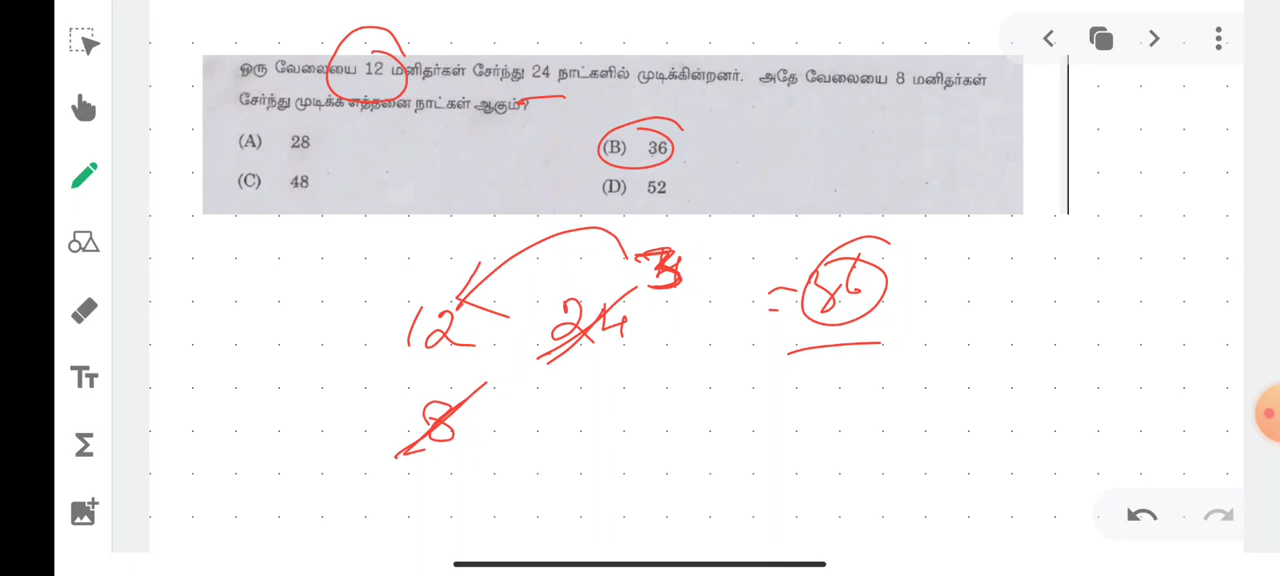 ஒரு வேலையை 12 மனிதர்கள் சேர்ந்து 24 நாட்களில் முடிக்கின்றனர். அதே வேலையை 8 மனிதர்கள்
சேர்ந்து முடிக்க எத்தனை நாட்கள் ஆகும்?
(A) 28 (B) 36
(C) 48 (D) 52
3
12 24 = 36
8
Tт
Σ